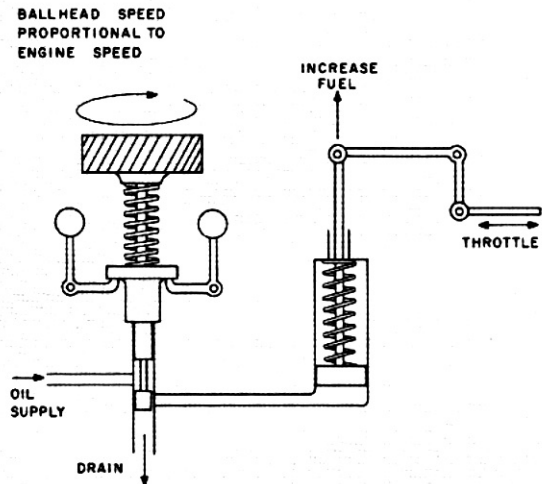 BALLHEAD SPEED
PROPORTIONAL TO
ENGINE SPEED
INCREASE
FUEL
THROTTLE
OIL
SUPPLY
DRAIN